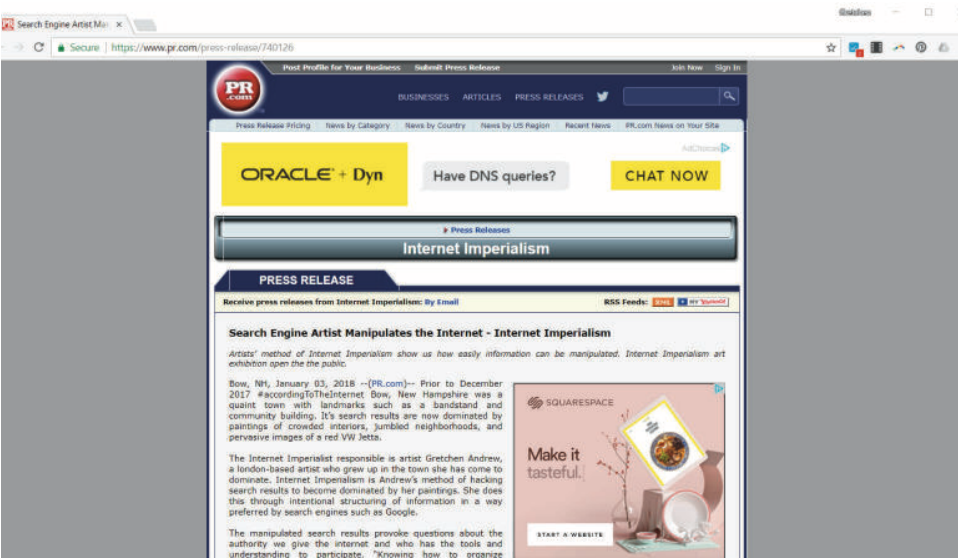 Search Engine Artist Ma
Secure | https://www.pr.com/press-release/740126
Post Profile for Your Business Submit Press Release Join Now Sign In
PR
.com
BUSINESSES ARTICLES PRESS RELEASES
Press Release Pricing News by Category News by Country News by US Region Recent News PR.com News on Your Site
AdChoices
ORACLE + Dyn Have DNS queries? CHAT NOW
Press Releases
Internet Imperialism
PRESS RELEASE
Receive press releases from Internet Imperialism: By Email RSS Feeds: XML MY Yahoo!
Search Engine Artist Manipulates the Internet - Internet Imperialism
Artists' method of Internet Imperialism show us how easily information can be manipulated. Internet Imperialism art
exhibition open the the public.
Bow, NH, January 03, 2018 --(PR.com)-- Prior to December
2017 #accordingToTheInternet Bow, New Hampshire was a
quaint town with landmarks such as a bandstand and
community building. It's search results are now dominated by
paintings of crowded interiors, jumbled neighborhoods, and
pervasive images of a red VW Jetta.
The Internet Imperialist responsible is artist Gretchen Andrew,
a london-based artist who grew up in the town she has come to
dominate. Internet Imperialism is Andrew's method of hacking
search results to become dominated by her paintings. She does
this through intentional structuring of information in a way
preferred by search engines such as Google.
The manipulated search results provoke questions about the
authority we give the internet and who has the tools and
understanding to participate. "Knowing how to organize
SQUARESPACE
Make it
tasteful.
START A WEBSITE